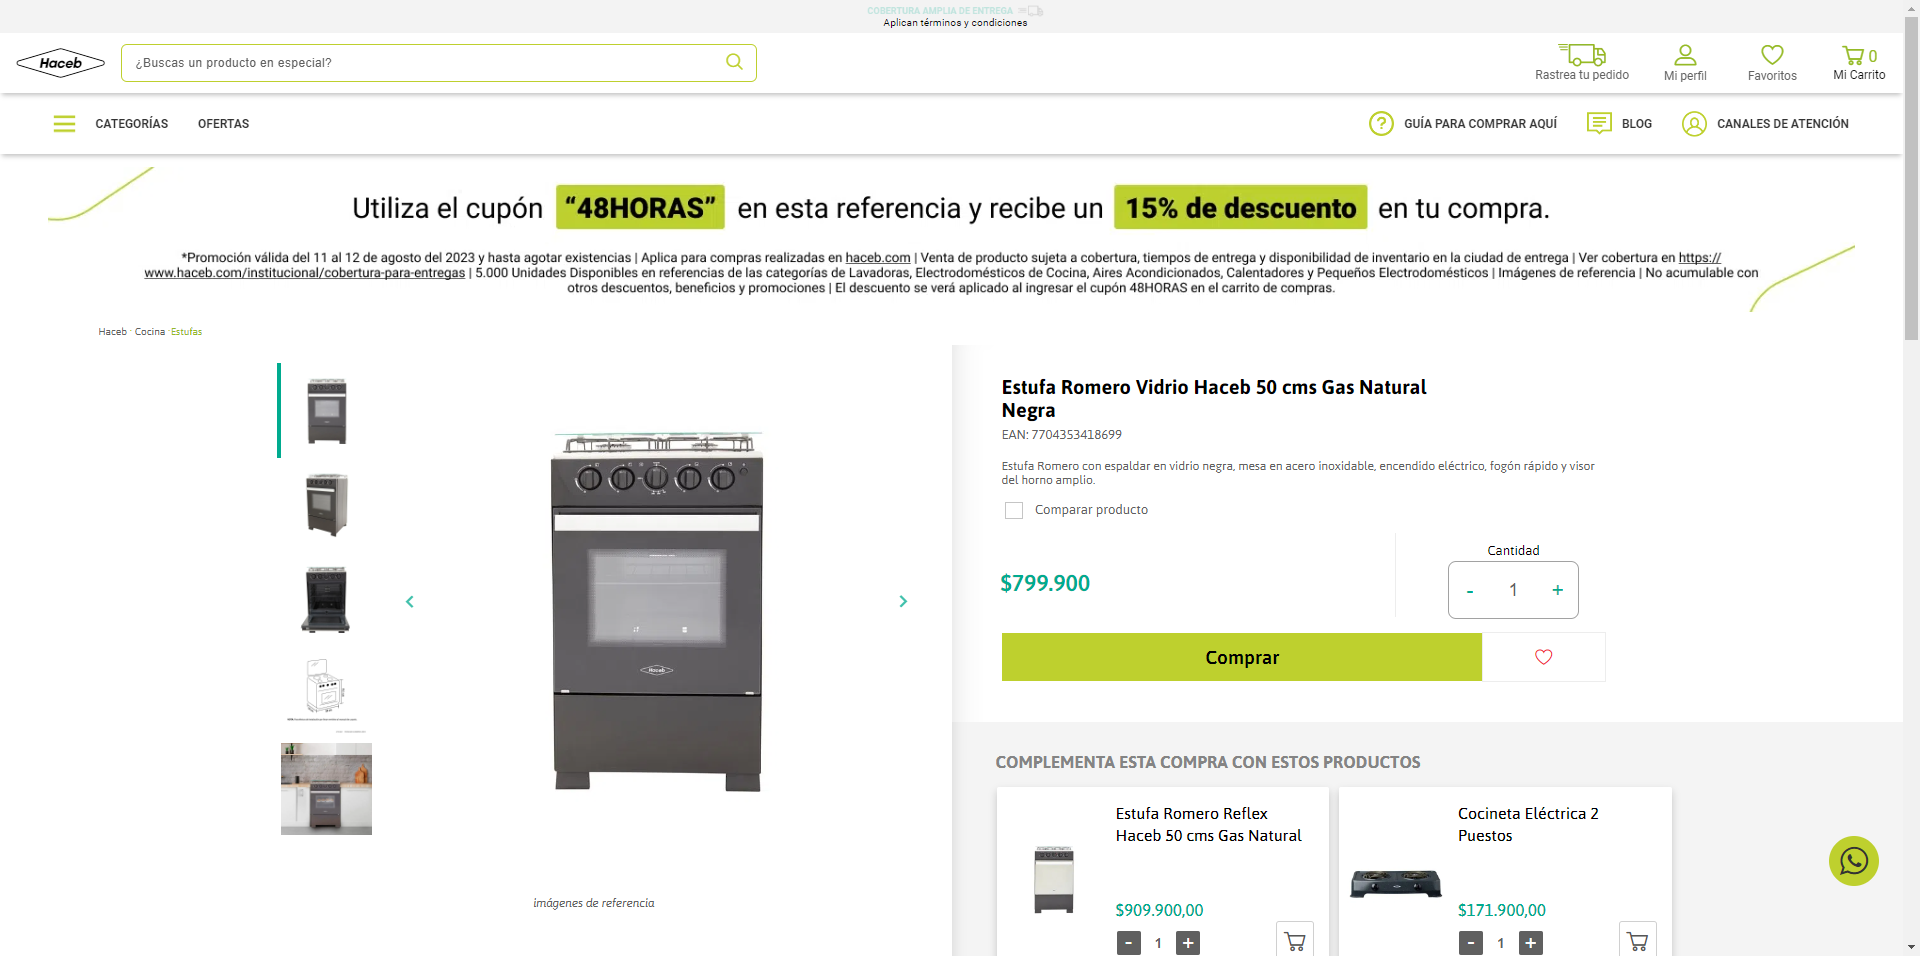 COBERTURA AMPLIA DE ENTREGA
Aplican términos y condiciones
Haceb
¿Buscas un producto en especial?
Rastrea tu pedido
Mi perfil
Favoritos
0
Mi Carrito
CATEGORÍAS
OFERTAS
GUÍA PARA COMPRAR AQUÍ
BLOG
CANALES DE ATENCIÓN
Utiliza el cupón “48HORAS” en esta referencia y recibe un 15% de descuento en tu compra.
*Promoción válida del 11 al 12 de agosto del 2023 y hasta agotar existencias | Aplica para compras realizadas en haceb.com | Venta de producto sujeta a cobertura, tiempos de entrega y disponibilidad de inventario en la ciudad de entrega | Ver cobertura en https://
www.haceb.com/institucional/cobertura-para-entregas | 5.000 Unidades Disponibles en referencias de las categorías de Lavadoras, Electrodomésticos de Cocina, Aires Acondicionados, Calentadores y Pequeños Electrodomésticos | Imágenes de referencia | No acumulable con
otros descuentos, beneficios y promociones | El descuento se verá aplicado al ingresar el cupón 48HORAS en el carrito de compras.
Haceb · Cocina · Estufas
Estufa Romero Vidrio Haceb 50 cms Gas Natural
Negra
EAN: 7704353418699
Estufa Romero con espaldar en vidrio negra, mesa en acero inoxidable, encendido eléctrico, fogón rápido y visor
del horno amplio.
Comparar producto
$799.900
Cantidad
- 1 +
Comprar
Haceb
imágenes de referencia
COMPLEMENTA ESTA COMPRA CON ESTOS PRODUCTOS
Estufa Romero Reflex
Haceb 50 cms Gas Natural
$909.900,00
- 1 +
Cocineta Eléctrica 2
Puestos
$171.900,00
- 1 +